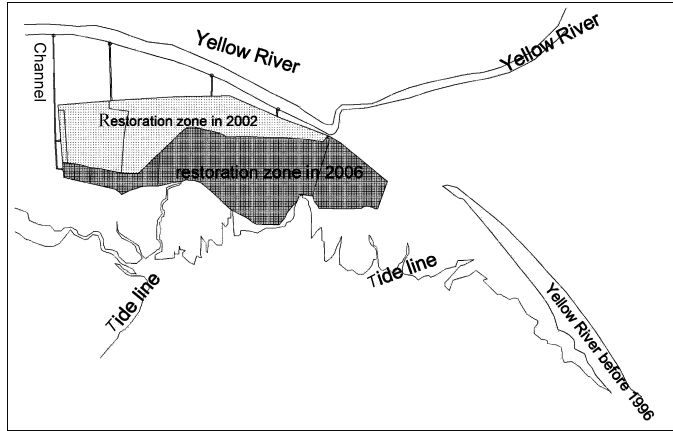 Yellow River
Yellow River
Channel
Restoration zone in 2002
restoration zone in 2006
Tide line
Tide line
Yellow River before 1996